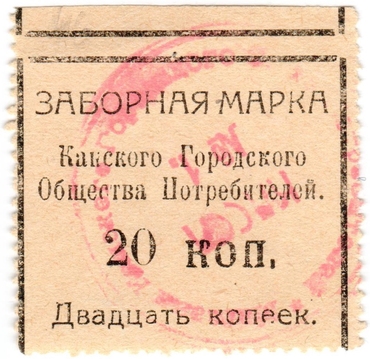 ЗАБОРНАЯ МАРКА
Канского Городского
Общества Потребителей.
20 коп.
Двадцать копеек.